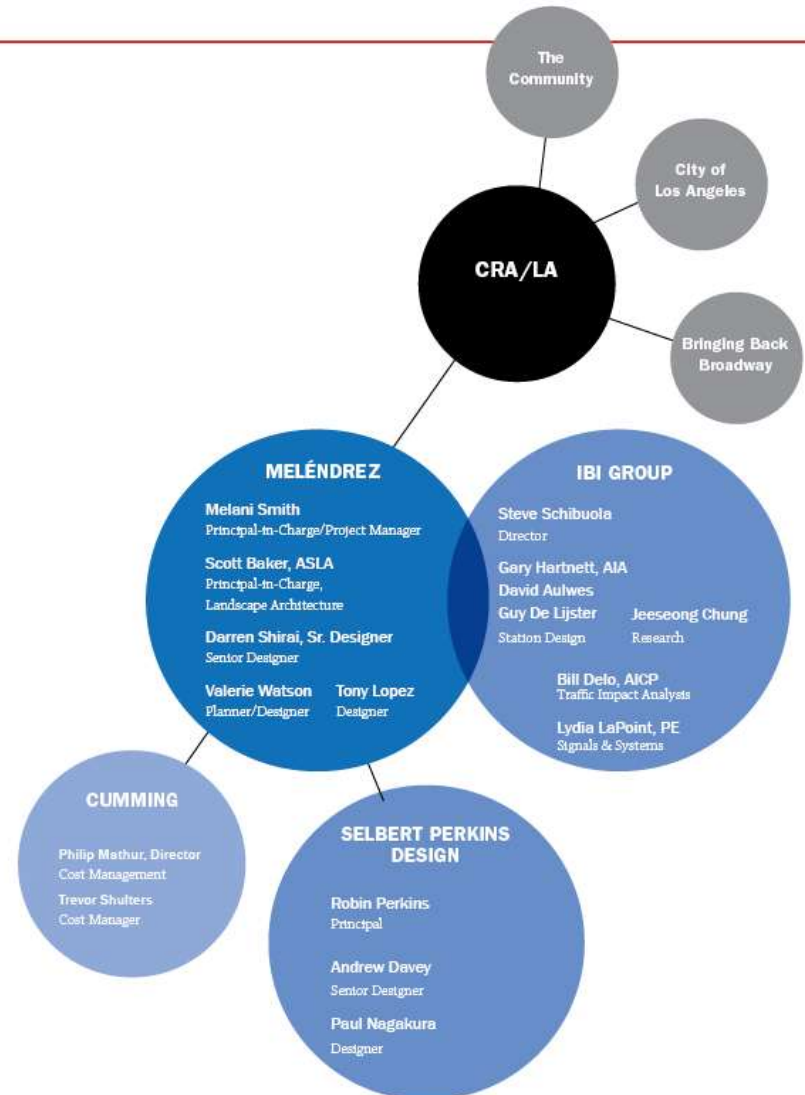 The
Community
City of
Los Angeles
CRA/LA
Bringing Back
Broadway
MELÉNDREZ
Melani Smith
Principal-in-Charge/Project Manager
Scott Baker, ASLA
Principal-in-Charge,
Landscape Architecture
Darren Shirai, Sr. Designer
Senior Designer
Valerie Watson Tony Lopez
Planner/Designer Designer
IBI GROUP
Steve Schibuola
Director
Gary Hartnett, AIA
David Aulwes
Guy De Lijster Jeeseong Chung
Station Design Research
Bill Delo, AICP
Traffic Impact Analysis
Lydia LaPoint, PE
Signals & Systems
CUMMING
Philip Mathur, Director
Cost Management
Trevor Shulters
Cost Manager
SELBERT PERKINS
DESIGN
Robin Perkins
Principal
Andrew Davey
Senior Designer
Paul Nagakura
Designer